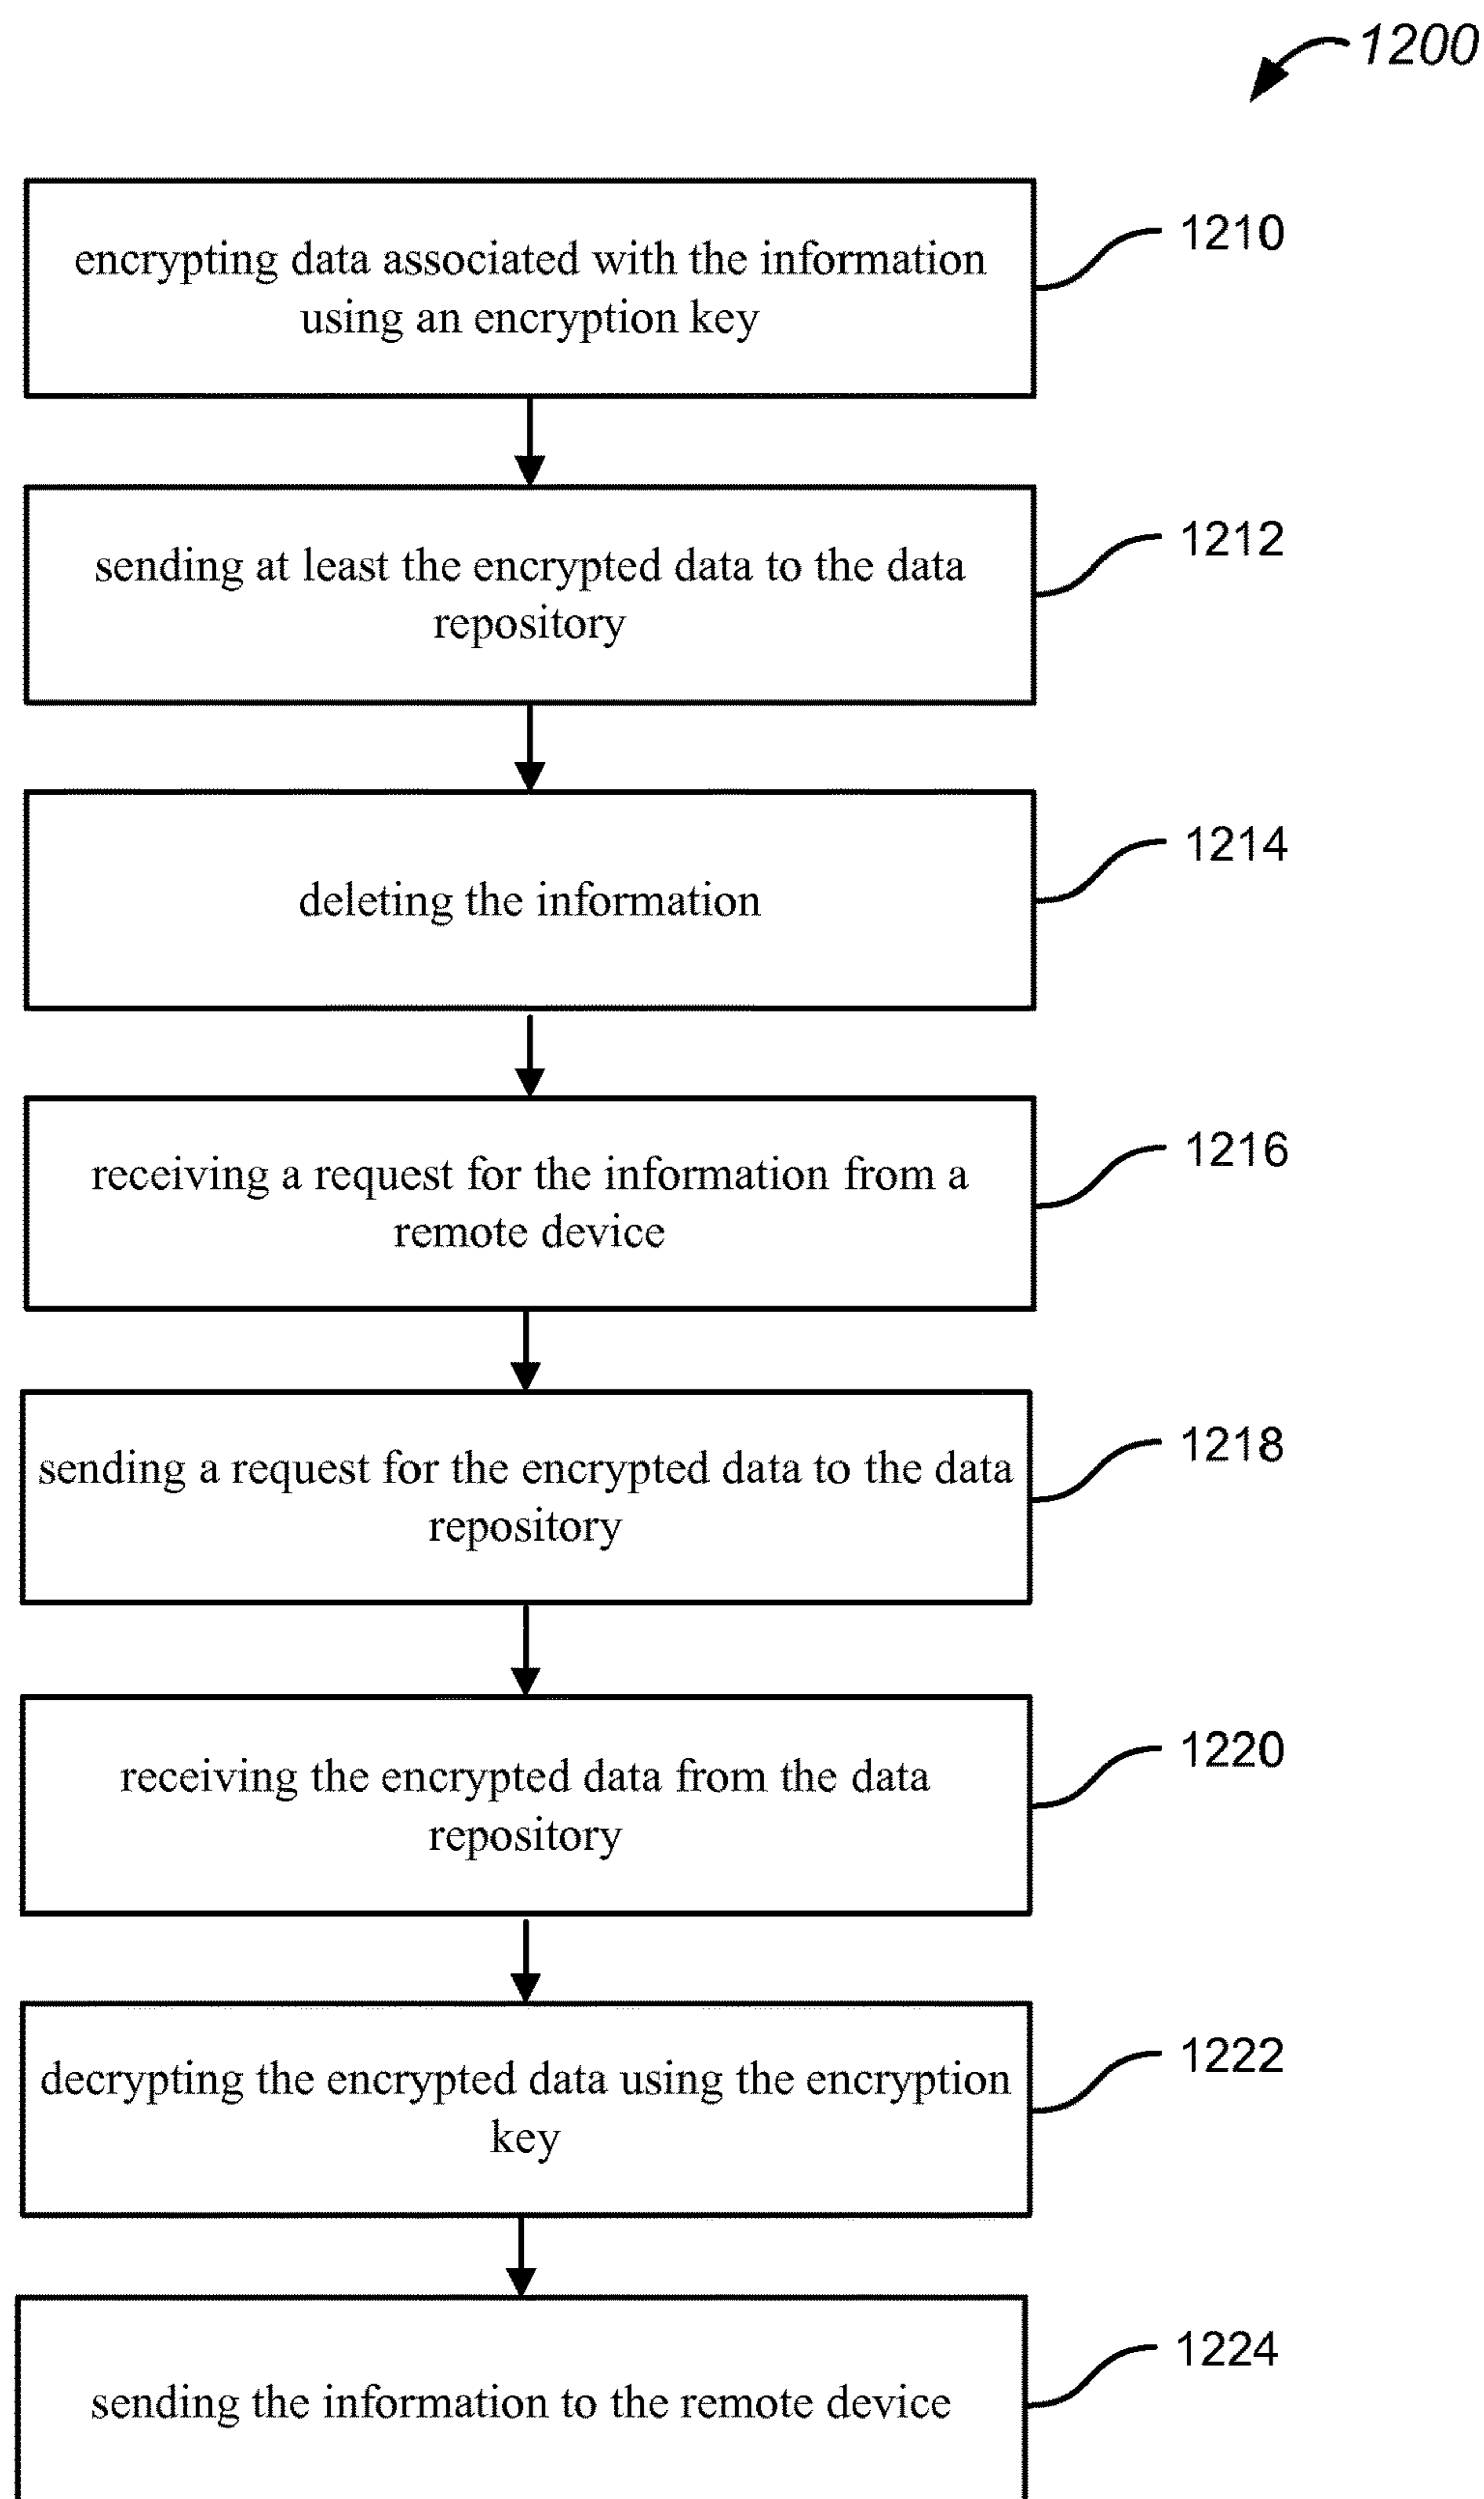 1200
encrypting data associated with the information
using an encryption key
1210
sending at least the encrypted data to the data
repository
1212
deleting the information
1214
receiving a request for the information from a
remote device
1216
sending a request for the encrypted data to the data
repository
1218
receiving the encrypted data from the data
repository
1220
decrypting the encrypted data using the encryption
key
1222
sending the information to the remote device
1224